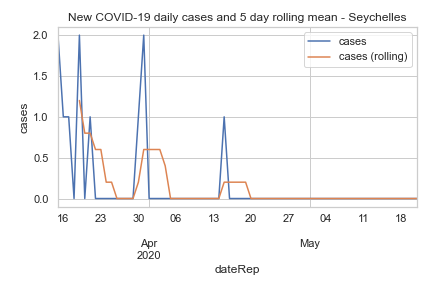 New COVID-19 daily cases and 5 day rolling mean - Seychelles
cases
cases (rolling)
2.0
1.5
1.0
0.5
0.0
cases
16 23 30 06 13 20 27 04 11 18
Apr May
2020
dateRep